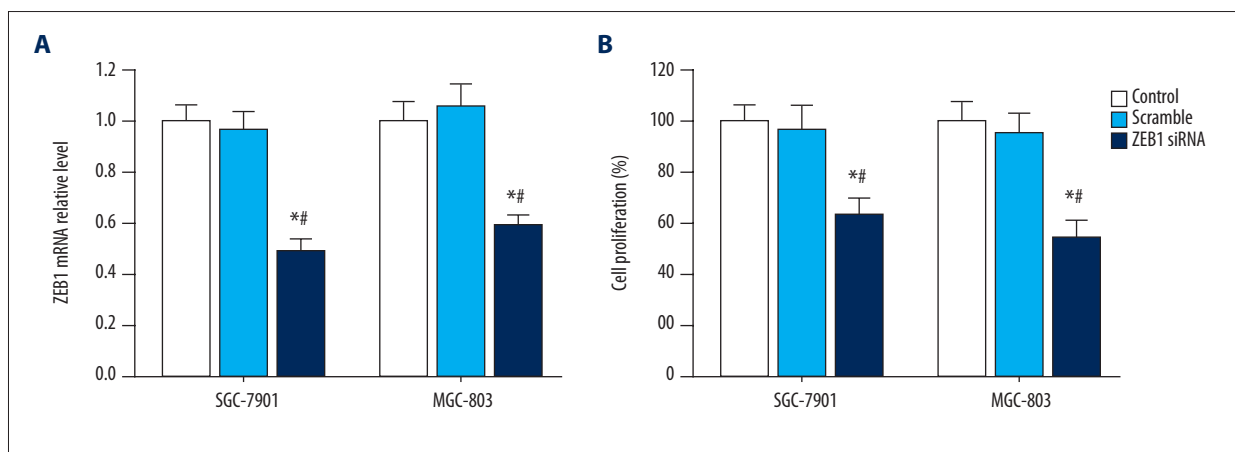 A
1.2
1.0
0.8
0.6
0.4
0.2
0.0
ZEB1 mRNA relative level
*#
*#
SGC-7901
MGC-803
B
120
100
80
60
40
00
0
Cell proliferation (%)
*#
*#
SGC-7901
MGC-803
Control
Scramble
ZEB1 siRNA